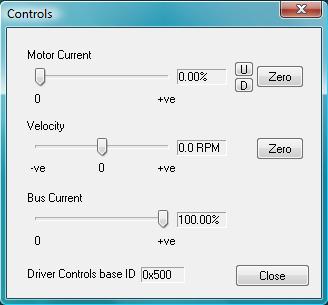 Controls
Motor Current
0.00% U D Zero
0 +ve
Velocity
0.0 RPM Zero
-ve 0 +ve
Bus Current
100.00%
0 +ve
Driver Controls base ID 0x500 Close